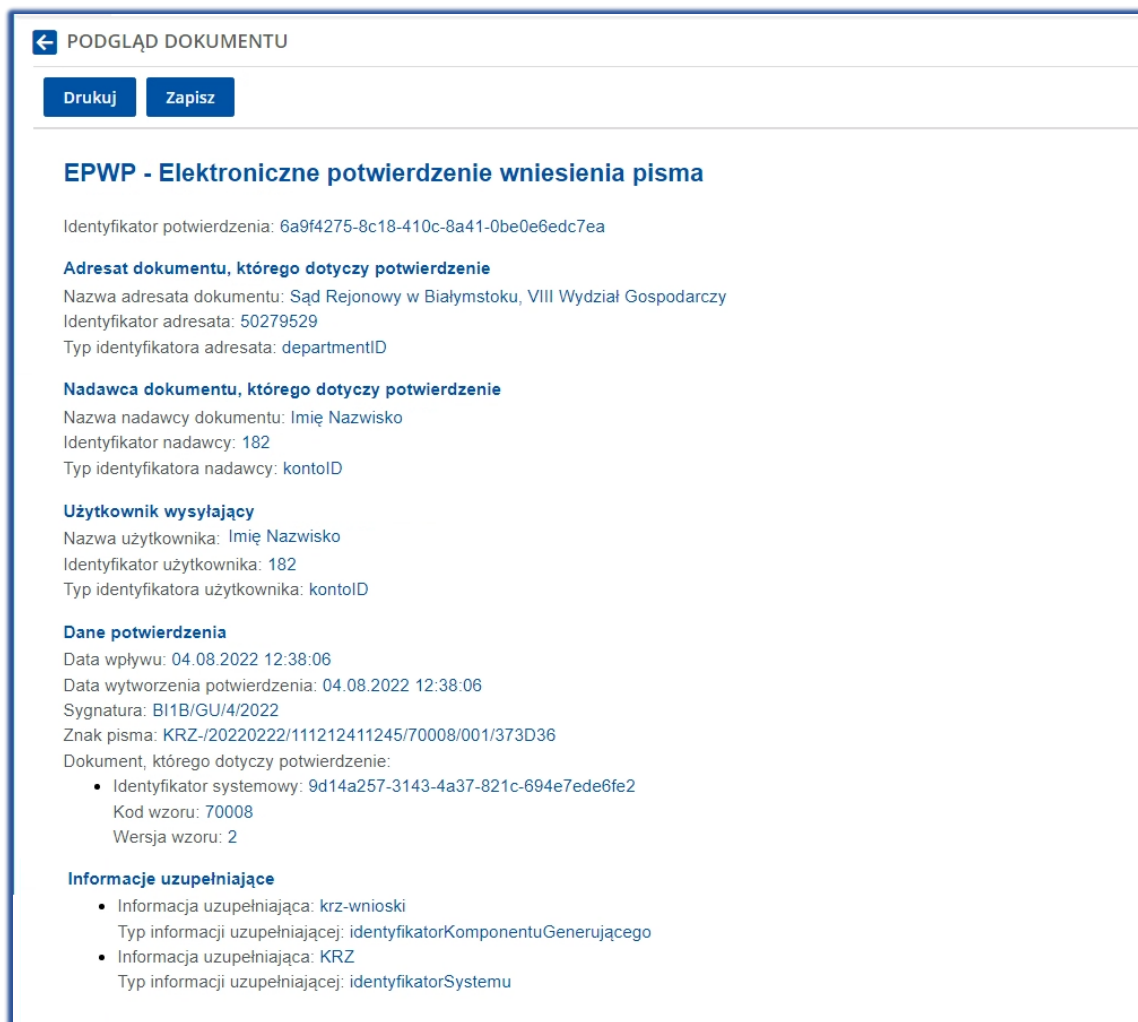 PODGLĄD DOKUMENTU
Drukuj Zapisz
EPWP - Elektroniczne potwierdzenie wniesienia pisma
Identyfikator potwierdzenia: 6a9f4275-8c18-410c-8a41-0be0e6edc7ea
Adresat dokumentu, którego dotyczy potwierdzenie
Nazwa adresata dokumentu: Sąd Rejonowy w Białymstoku, VIII Wydział Gospodarczy
Identyfikator adresata: 50279529
Typ identyfikatora adresata: departmentID
Nadawca dokumentu, którego dotyczy potwierdzenie
Nazwa nadawcy dokumentu: Imię Nazwisko
Identyfikator nadawcy: 182
Typ identyfikatora nadawcy: kontoID
Użytkownik wysyłający
Nazwa użytkownika: Imię Nazwisko
Identyfikator użytkownika: 182
Typ identyfikatora użytkownika: kontoID
Dane potwierdzenia
Data wpływu: 04.08.2022 12:38:06
Data wytworzenia potwierdzenia: 04.08.2022 12:38:06
Sygnatura: BI1B/GU/4/2022
Znak pisma: KRZ-/20220222/111212411245/70008/001/373D36
Dokument, którego dotyczy potwierdzenie:
• Identyfikator systemowy: 9d14a257-3143-4a37-821c-694e7ede6fe2
Kod wzoru: 70008
Wersja wzoru: 2
Informacje uzupełniające
• Informacja uzupełniająca: krz-wnioski
Typ informacji uzupełniającej: identyfikatorKomponentuGenerującego
• Informacja uzupełniająca: KRZ
Typ informacji uzupełniającej: identyfikatorSystemu